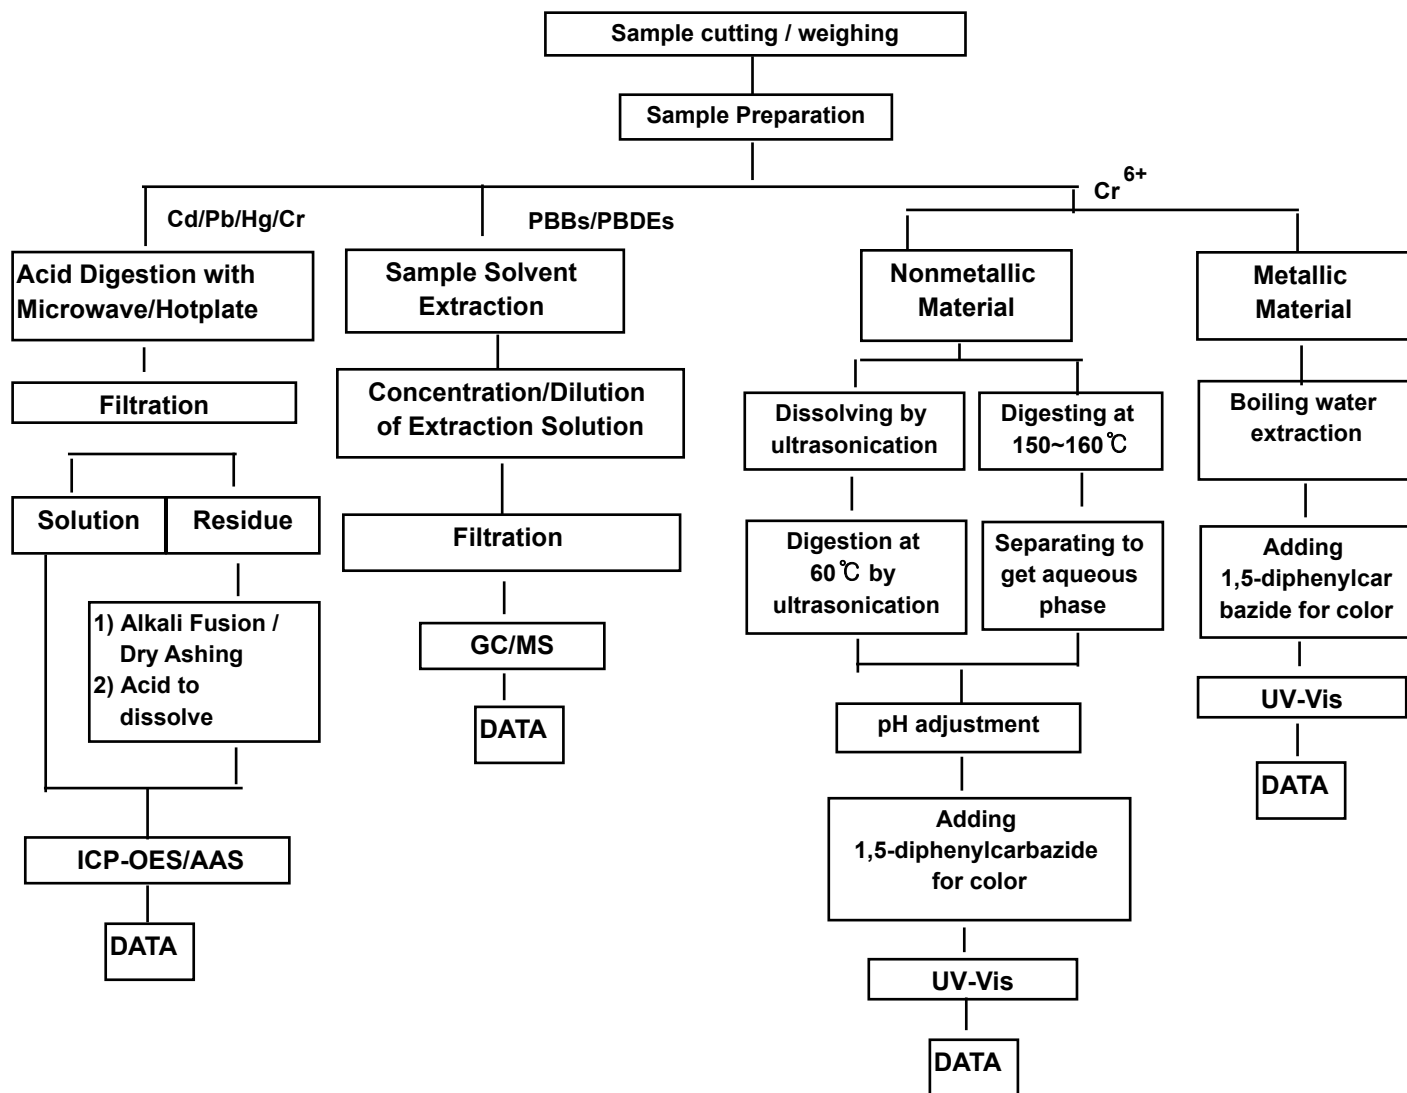 Sample cutting / weighing
Sample Preparation
Cd/Pb/Hg/Cr
PBBs/PBDEs
Cr 6+
Acid Digestion with
Microwave/Hotplate
Filtration
Solution
Residue
1) Alkali Fusion /
Dry Ashing
2) Acid to
dissolve
ICP-OES/AAS
DATA
Sample Solvent
Extraction
Concentration/Dilution
of Extraction Solution
Filtration
GC/MS
DATA
Nonmetallic
Material
Dissolving by
ultrasonication
Digestion at
60℃ by
ultrasonication
Digesting at
150~160℃
Separating to
get aqueous
phase
pH adjustment
Adding
1,5-diphenylcarbazide
for color
UV-Vis
DATA
Metallic
Material
Boiling water
extraction
Adding
1,5-diphenylcar
bazide for color
UV-Vis
DATA